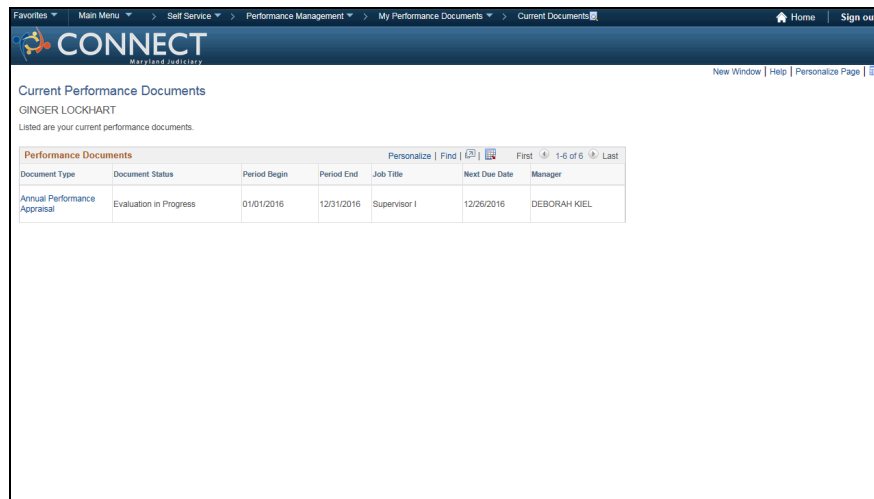 Favorites Main Menu > Self Service > Performance Management > My Performance Documents > Current Documents Home Sign ou
CONNECT
Maryland Judiciary
New Window | Help | Personalize Page |
Current Performance Documents
GINGER LOCKHART
Listed are your current performance documents.
Performance Documents Personalize | Find | | First 1-6 of 6 Last
Document Type Document Status Period Begin Period End Job Title Next Due Date Manager
Annual Performance
Appraisal Evaluation in Progress 01/01/2016 12/31/2016 Supervisor I 12/26/2016 DEBORAH KIEL